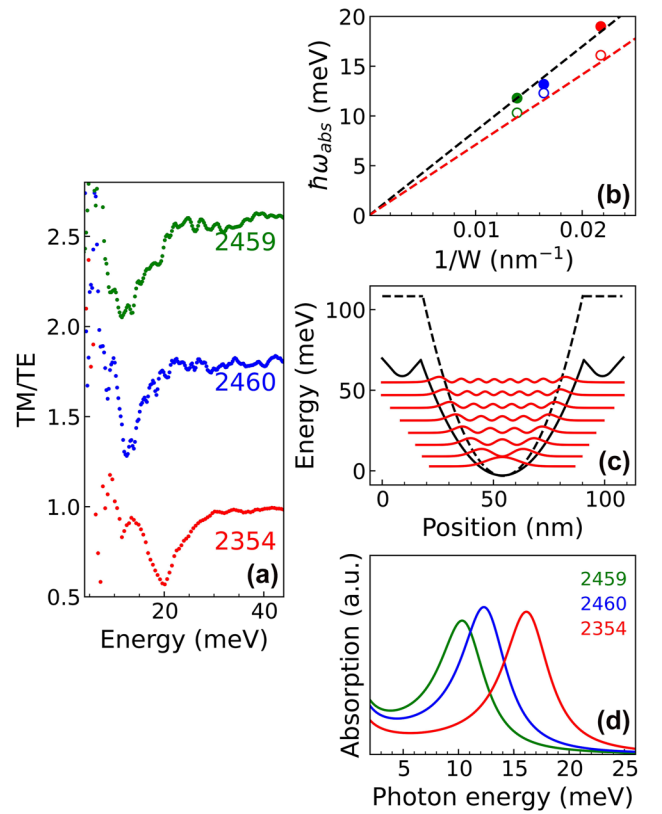 TM/TE
2.5
2.0
1.5
1.0
0.5
2459
2460
2354
(a)
20
40
Energy (meV)
ħω_abs (meV)
20
15
10
5
0
0.01
0.02
(b)
1/W (nm⁻¹)
Energy (meV)
100
50
0
0
50
100
(c)
Position (nm)
Absorption (a.u.)
2459
2460
2354
(d)
5
10
15
20
25
Photon energy (meV)